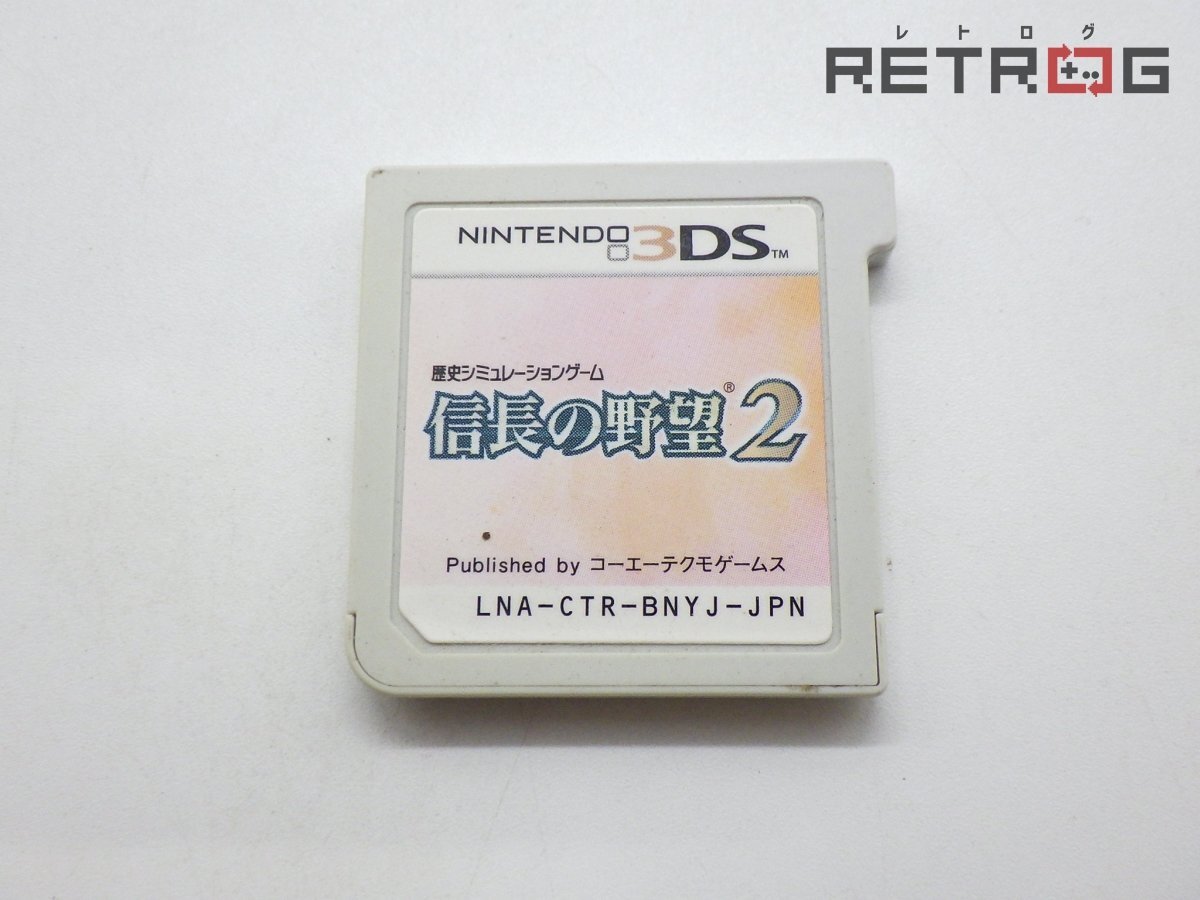 レトログ
RETROG
NINTENDO 3DS™
歴史シミュレーションゲーム
信長の野望®2
Published by コーエーテクモゲームス
LNA-CTR-BNYJ-JPN